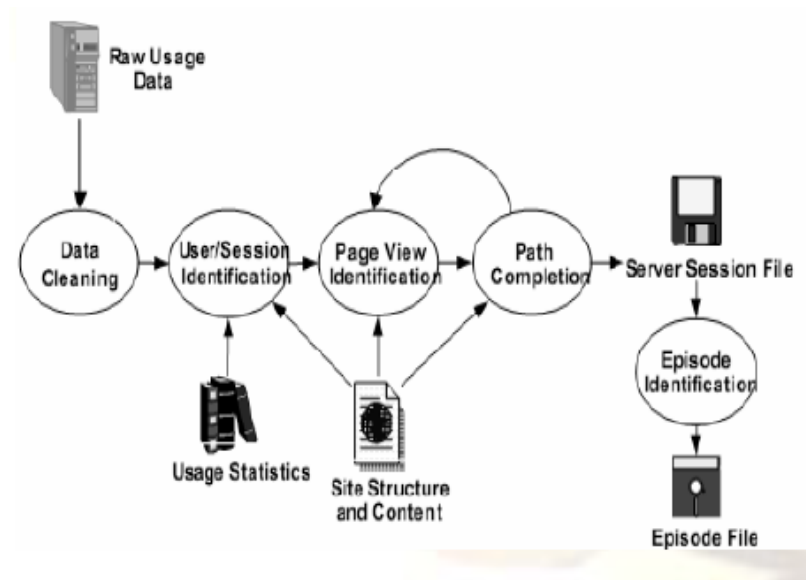 Raw Usage
Data
Data
Cleaning
User/Session
Identification
Page View
Identification
Path
Completion
Server Session File
Episode
Identification
Usage Statistics
Site Structure
and Content
Episode File